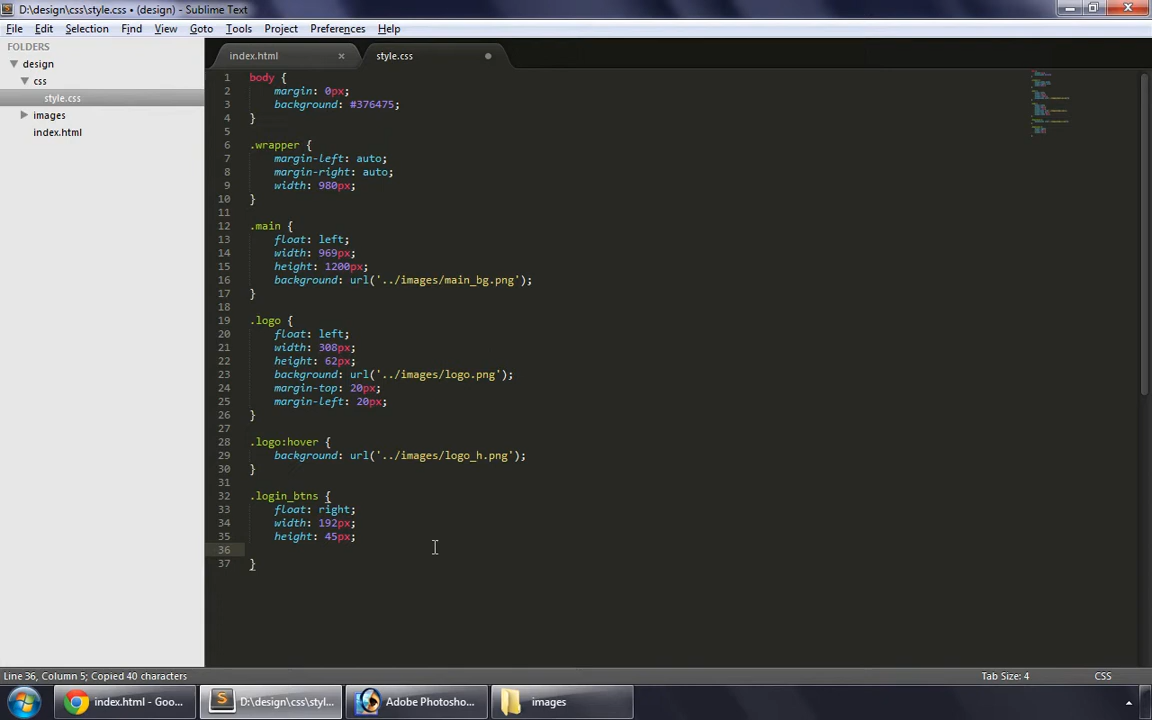 D:\design\css\style.css • (design) - Sublime Text
File Edit Selection Find View Goto Tools Project Preferences Help
FOLDERS
design
css
style.css
images
index.html
index.html
style.css
1 body {
2 margin: 0px;
3 background: #376475;
4 }
5
6 .wrapper {
7 margin-left: auto;
8 margin-right: auto;
9 width: 980px;
10 }
11
12 .main {
13 float: left;
14 width: 969px;
15 height: 1200px;
16 background: url('../images/main_bg.png');
17 }
18
19 .logo {
20 float: left;
21 width: 308px;
22 height: 62px;
23 background: url('../images/logo.png');
24 margin-top: 20px;
25 margin-left: 20px;
26 }
27
28 .logo:hover {
29 background: url('../images/logo_h.png');
30 }
31
32 .login_btns {
33 float: right;
34 width: 192px;
35 height: 45px;
36
37 }
Line 36, Column 5; Copied 40 characters
Tab Size: 4
CSS
index.html - Goo...
D:\design\css\styl...
Adobe Photosho...
images